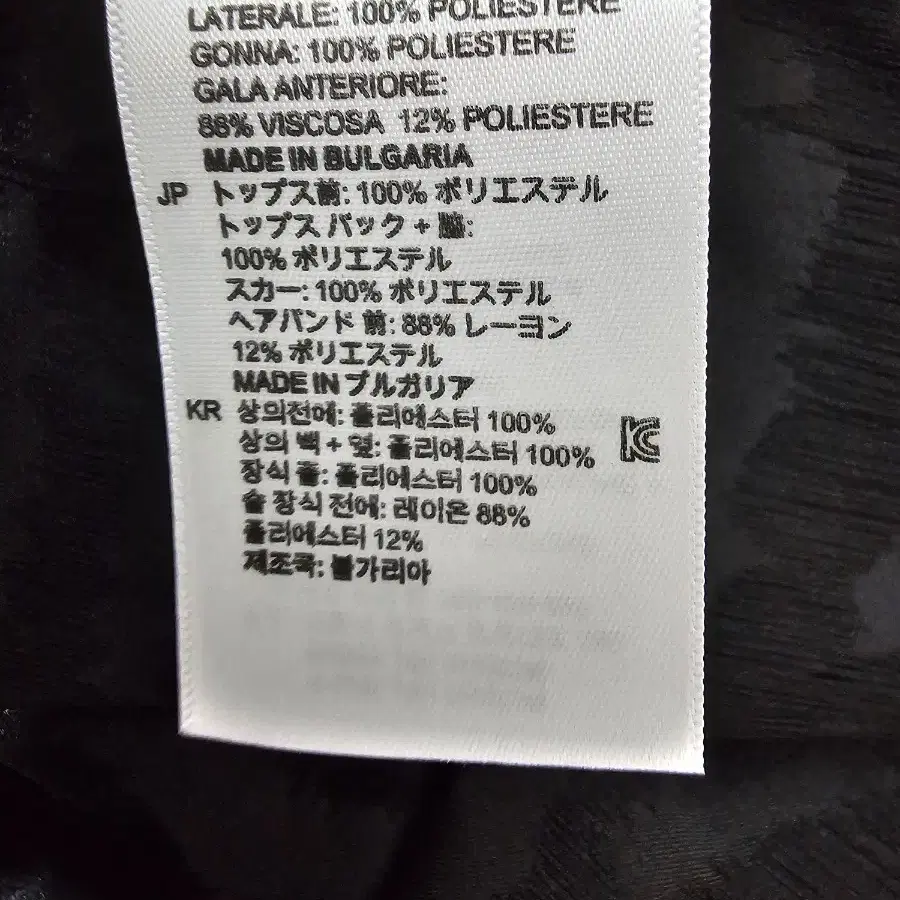 LATERALE: 100% POLIESTERE
GONNA: 100% POLIESTERE
GALA ANTERIORE:
88% VISCOSA 12% POLIESTERE
MADE IN BULGARIA
JP トップス前: 100% ポリエステル
トップス バック + 脇:
100% ポリエステル
スカー: 100% ポリエステル
ヘアバンド 前: 88% レーヨン
12% ポリエステル
MADE IN ブルガリア
KR 상의전에: 폴리에스터 100%
상의 백 + 옆: 폴리에스터 100%
장식 홀: 폴리에스터 100%
숄 장식 전에: 레이온 88%
폴리에스터 12%
제조국: 불가리아